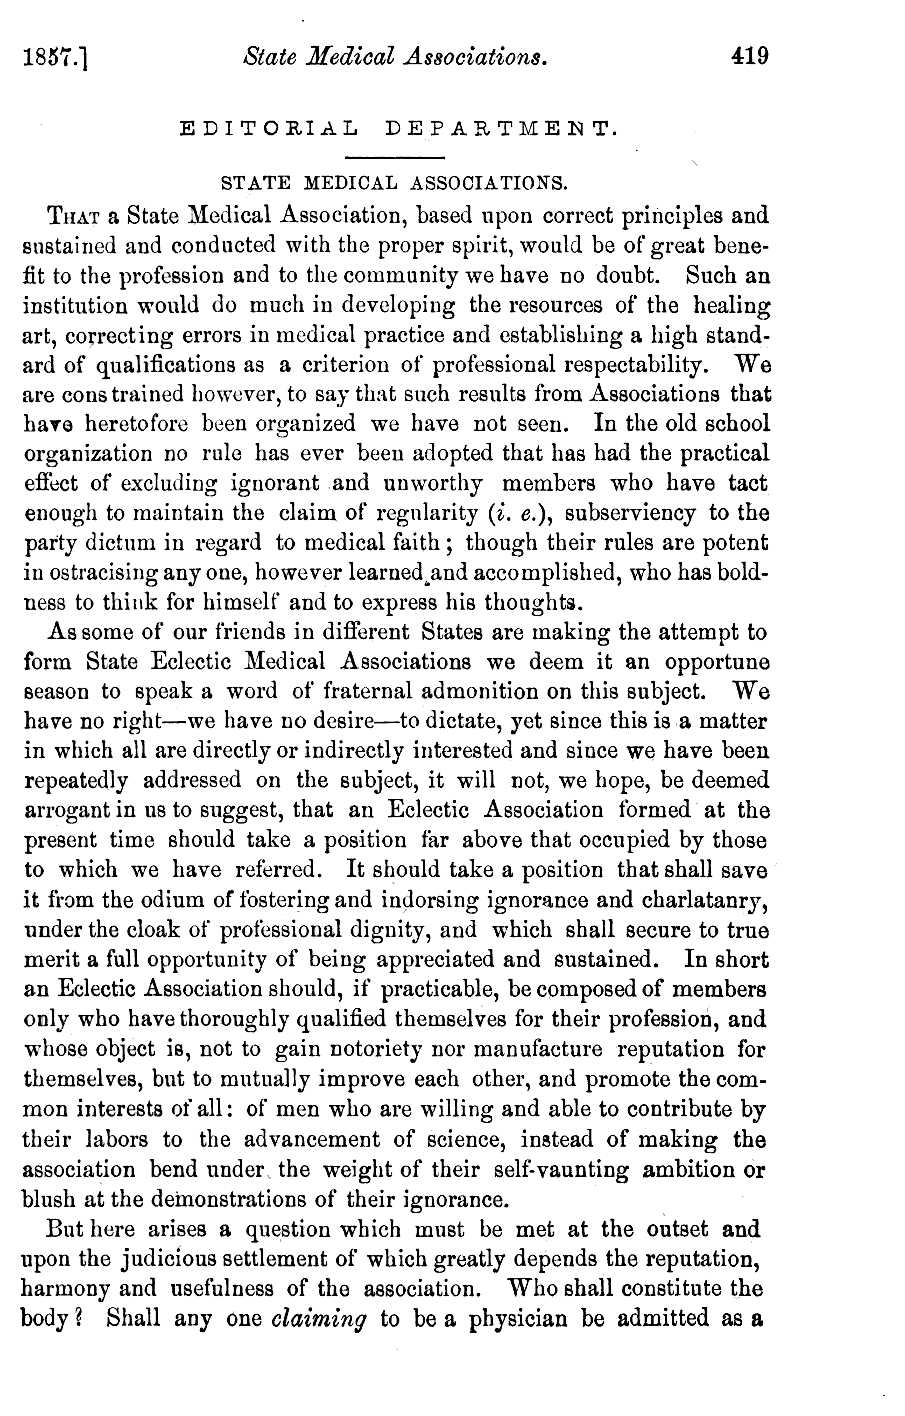 1857.] State Medical Associations. 419
EDITORIAL DEPARTMENT.
STATE MEDICAL ASSOCIATIONS.
THAT a State Medical Association, based upon correct principles and
sustained and conducted with the proper spirit, would be of great bene-
fit to the profession and to the community we have no doubt. Such an
institution would do much in developing the resources of the healing
art, correcting errors in medical practice and establishing a high stand-
ard of qualifications as a criterion of professional respectability. We
are constrained however, to say that such results from Associations that
have heretofore been organized we have not seen. In the old school
organization no rule has ever been adopted that has had the practical
effect of excluding ignorant and unworthy members who have tact
enough to maintain the claim of regularity (i. e.), subserviency to the
party dictum in regard to medical faith; though their rules are potent
in ostracising any one, however learned and accomplished, who has bold-
ness to think for himself and to express his thoughts.
As some of our friends in different States are making the attempt to
form State Eclectic Medical Associations we deem it an opportune
season to speak a word of fraternal admonition on this subject. We
have no right—we have no desire—to dictate, yet since this is a matter
in which all are directly or indirectly interested and since we have been
repeatedly addressed on the subject, it will not, we hope, be deemed
arrogant in us to suggest, that an Eclectic Association formed at the
present time should take a position far above that occupied by those
to which we have referred. It should take a position that shall save
it from the odium of fostering and indorsing ignorance and charlatanry,
under the cloak of professional dignity, and which shall secure to true
merit a full opportunity of being appreciated and sustained. In short
an Eclectic Association should, if practicable, be composed of members
only who have thoroughly qualified themselves for their profession, and
whose object is, not to gain notoriety nor manufacture reputation for
themselves, but to mutually improve each other, and promote the com-
mon interests of all: of men who are willing and able to contribute by
their labors to the advancement of science, instead of making the
association bend under the weight of their self-vaunting ambition or
blush at the demonstrations of their ignorance.
But here arises a question which must be met at the outset and
upon the judicious settlement of which greatly depends the reputation,
harmony and usefulness of the association. Who shall constitute the
body? Shall any one claiming to be a physician be admitted as a